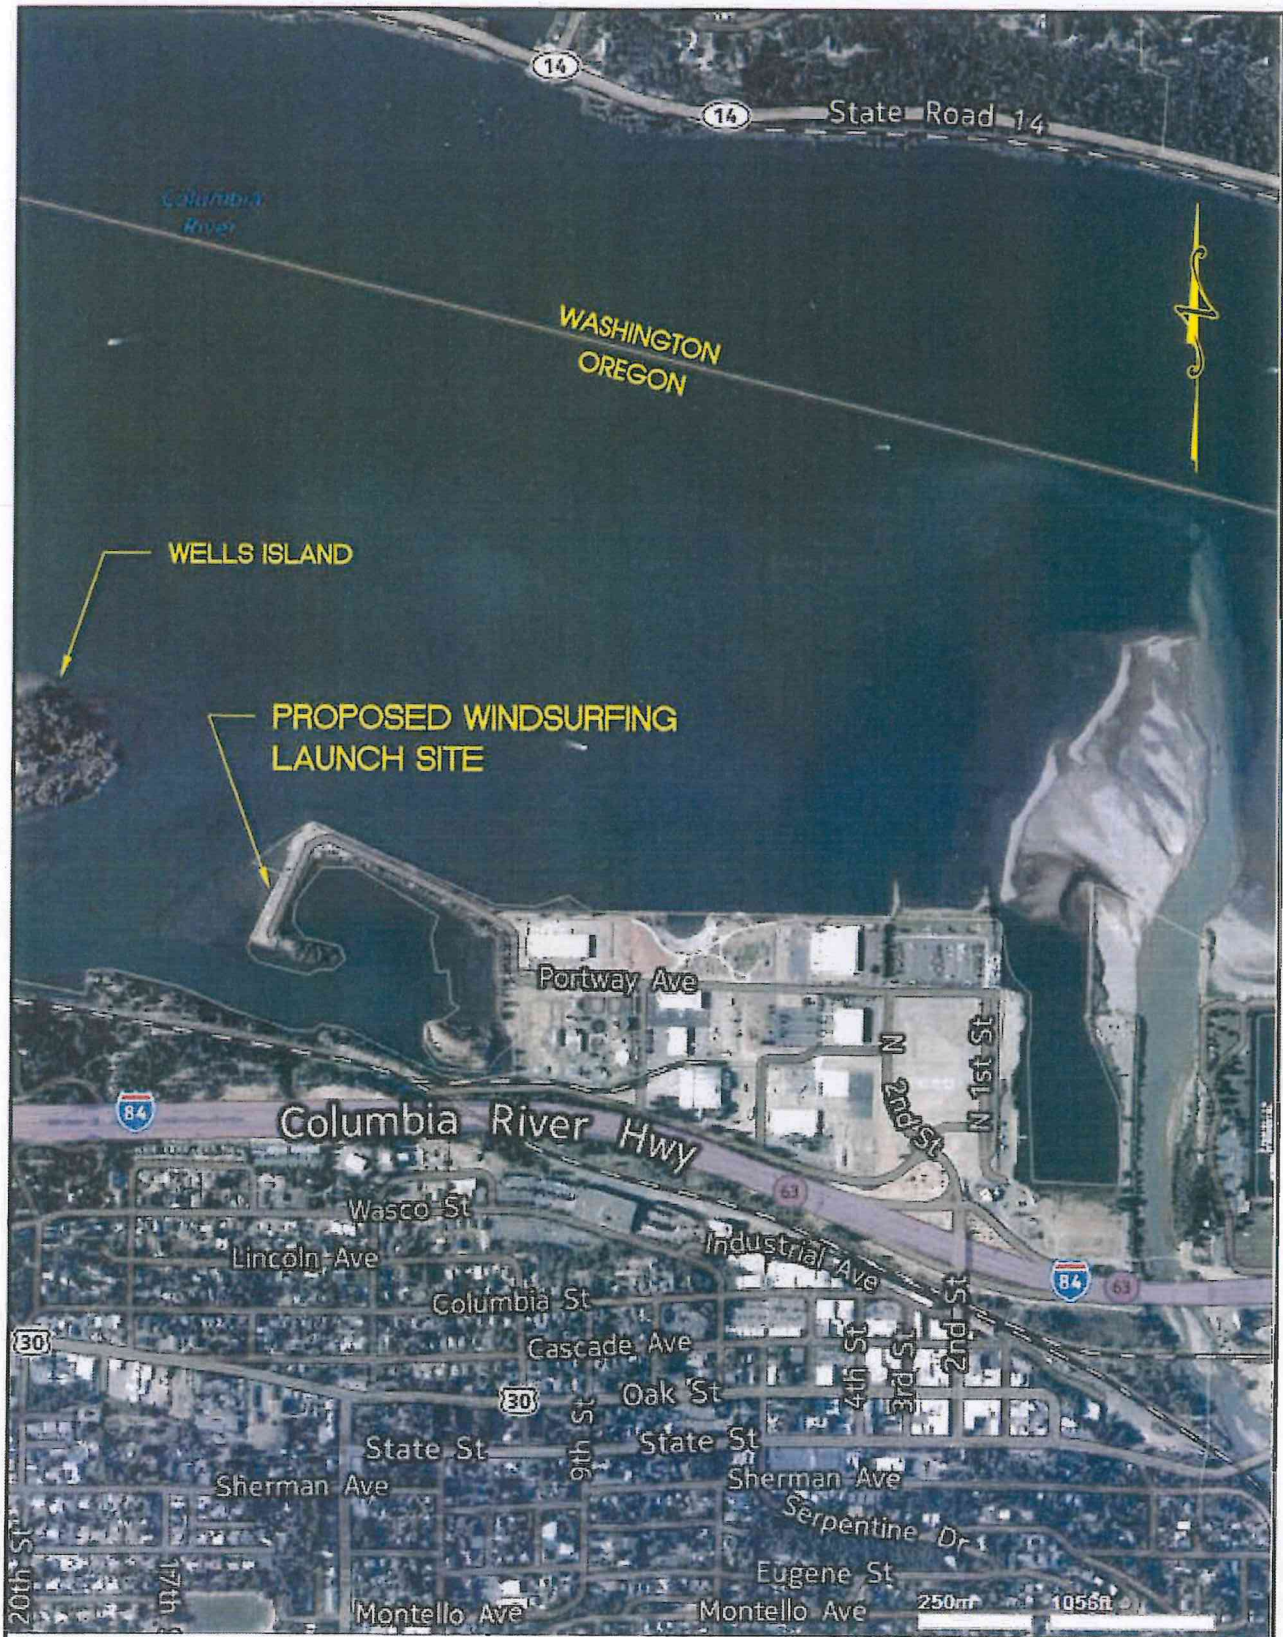 14
14
State Road 14
Columbia
River
WASHINGTON
OREGON
WELLS ISLAND
PROPOSED WINDSURFING
LAUNCH SITE
Portway Ave
N 2nd St
N 1st St
84
Columbia River Hwy
63
Wasco St
Lincoln Ave
Industrial Ave
84
63
Columbia St
30
Cascade Ave
4th St
3rd St
2nd St
30
Oak St
9th St
State St
State St
Sherman Ave
Sherman Ave
Serpentine Dr
20th St
17th
Eugene St
Montello Ave
Montello Ave
250m
1056ft